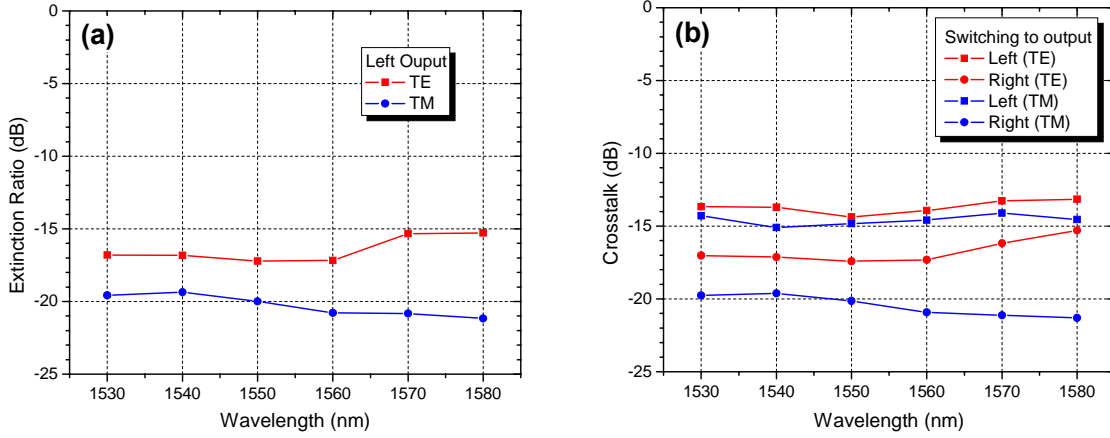 (a)
Left Ouput
TE
TM
0
-5
-10
-15
-20
-25
Extinction Ratio (dB)
1530 1540 1550 1560 1570 1580
Wavelength (nm)
(b)
Switching to output
Left (TE)
Right (TE)
Left (TM)
Right (TM)
0
-5
-10
-15
-20
-25
Crosstalk (dB)
1530 1540 1550 1560 1570 1580
Wavelength (nm)